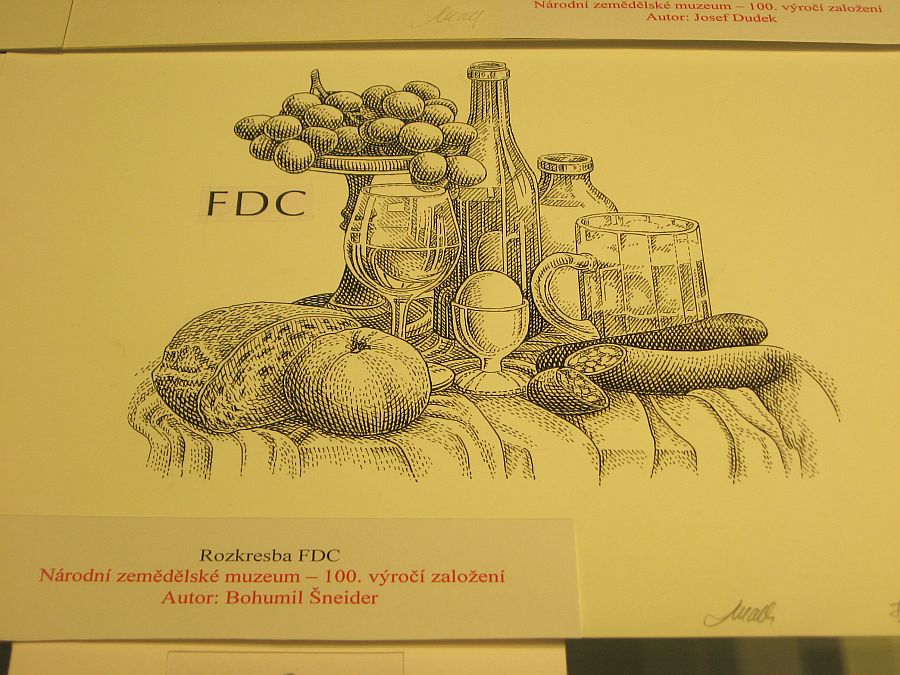 Národní zemědělské muzeum – 100. výročí založení
Autor: Josef Dudek
FDC
Rozkresba FDC
Národní zemědělské muzeum – 100. výročí založení
Autor: Bohumil Šneider